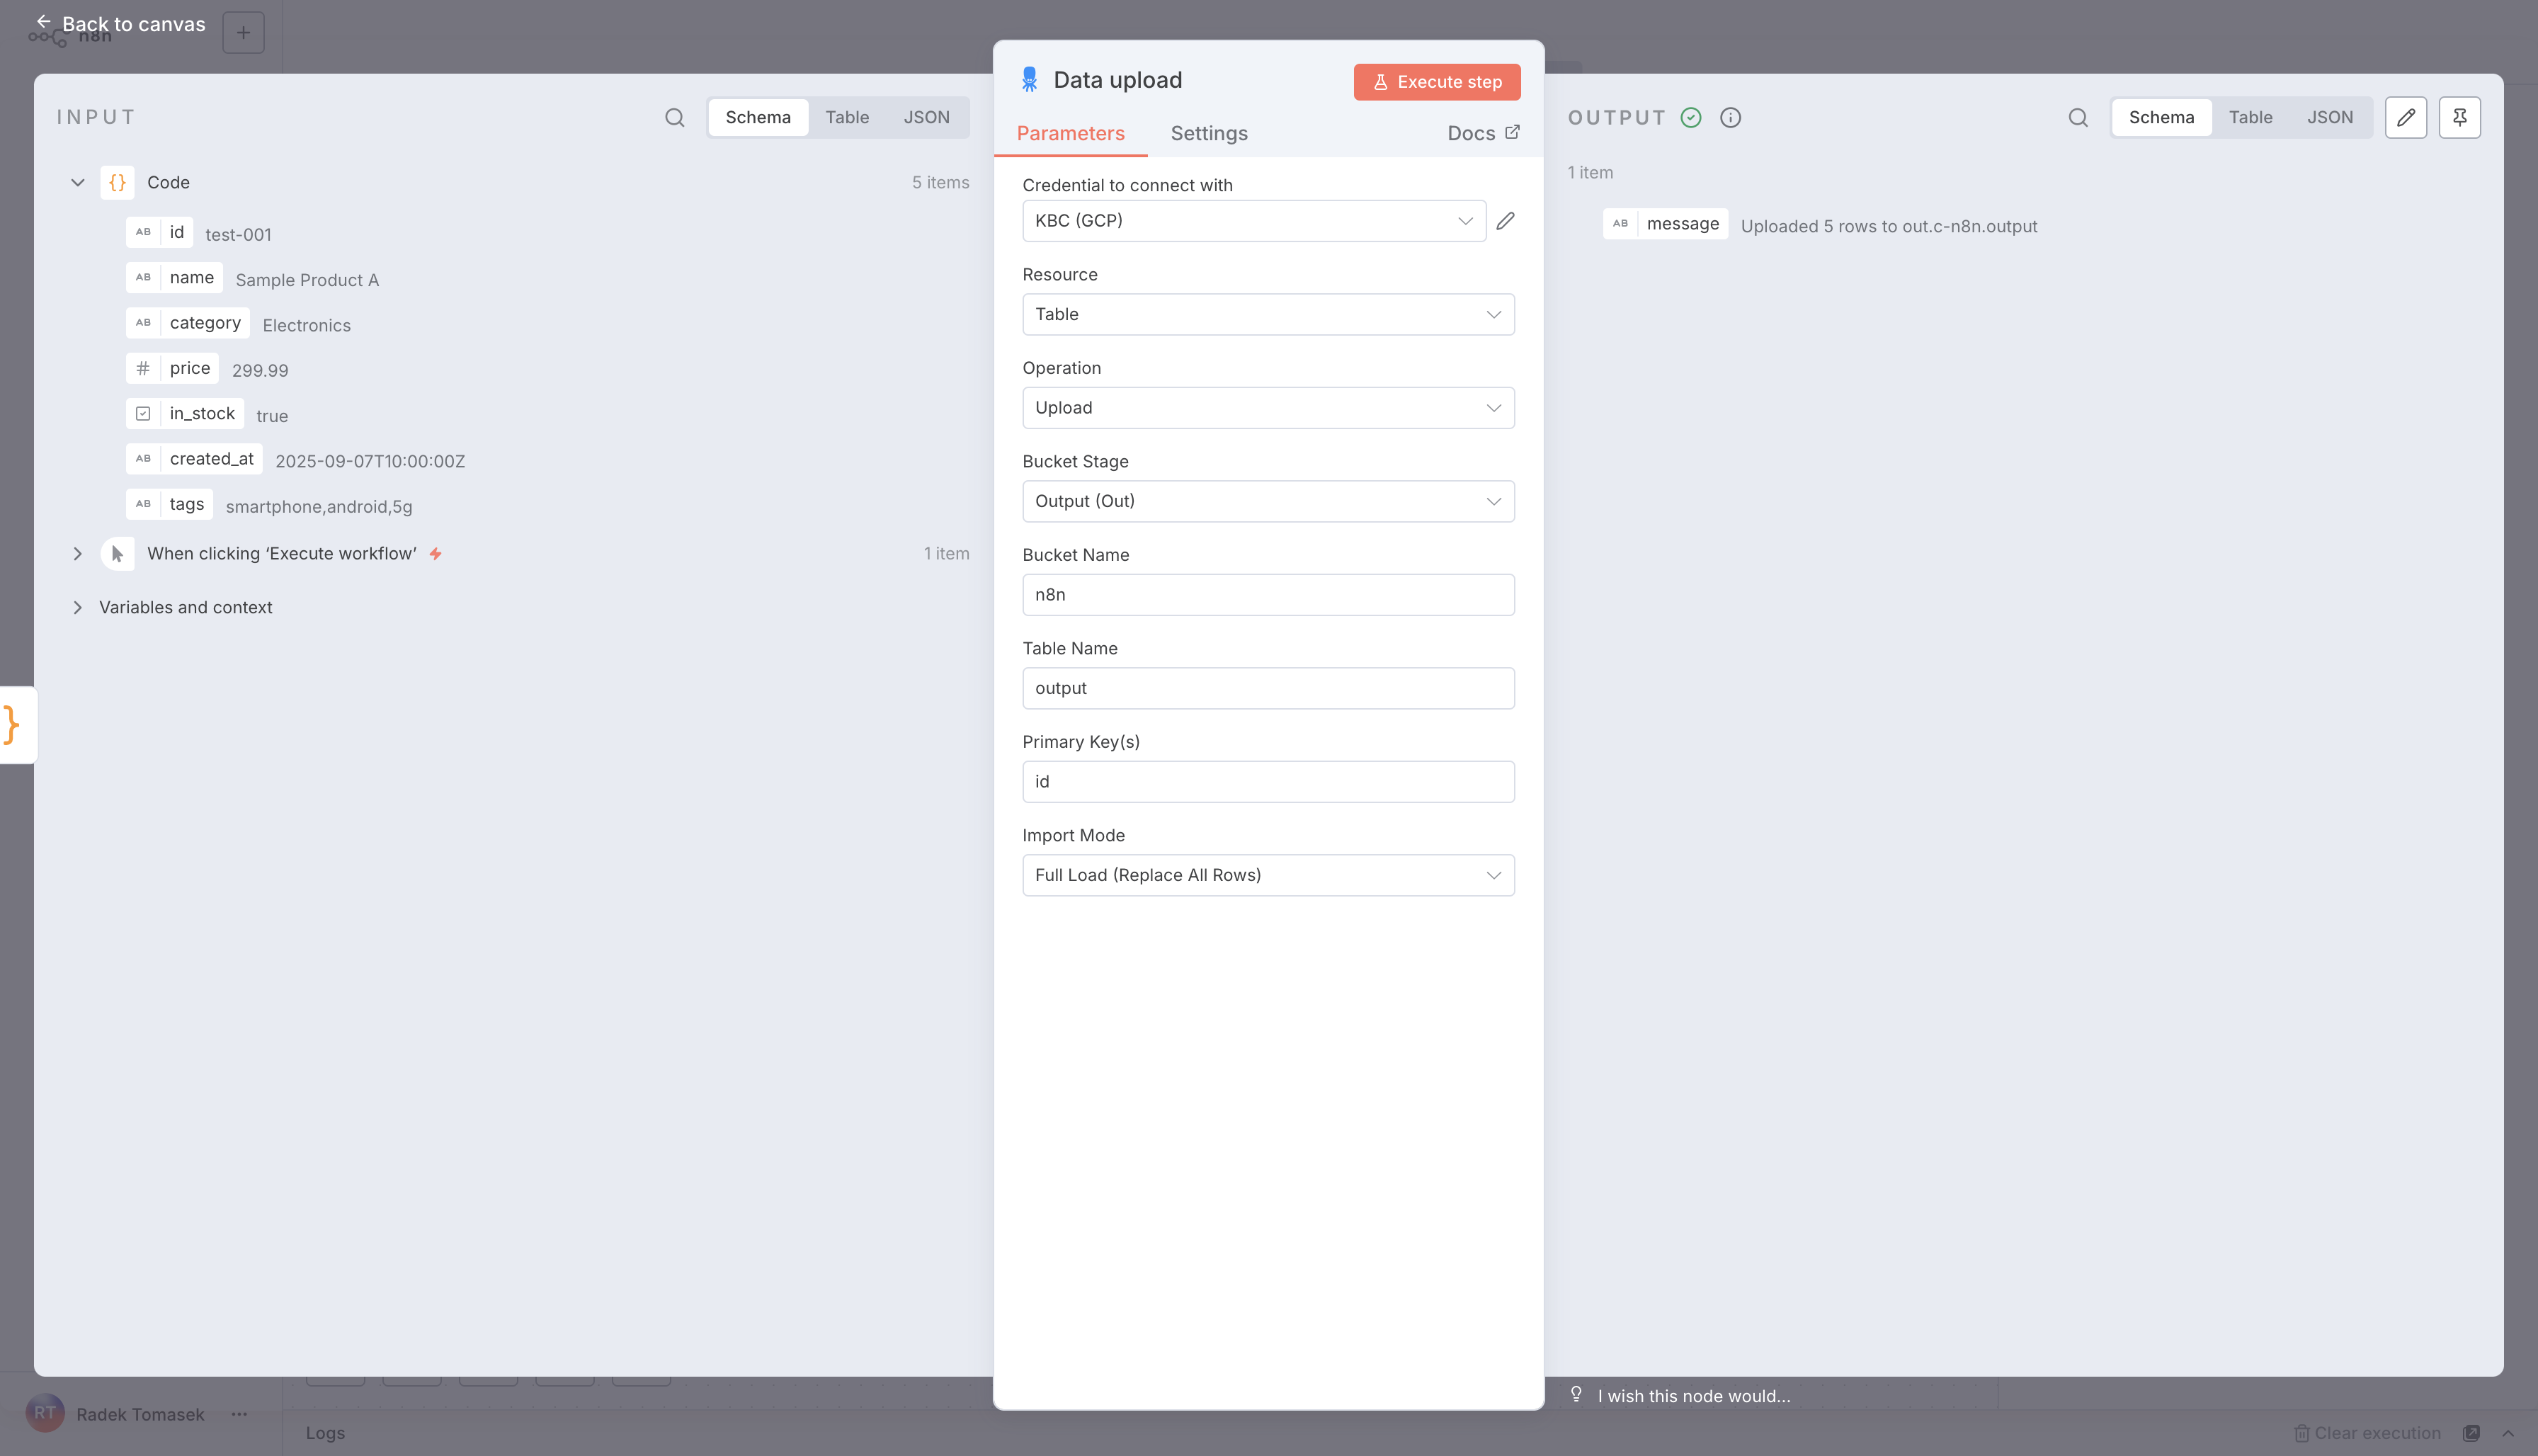 Back to canvas
n8n
INPUT
Schema Table JSON
Code 5 items
AB id test-001
AB name Sample Product A
AB category Electronics
# price 299.99
in_stock true
AB created_at 2025-09-07T10:00:00Z
AB tags smartphone,android,5g
When clicking ‘Execute workflow’ 1 item
Variables and context
}
Data upload
Execute step
Parameters Settings Docs
Credential to connect with
KBC (GCP)
Resource
Table
Operation
Upload
Bucket Stage
Output (Out)
Bucket Name
n8n
Table Name
output
Primary Key(s)
id
Import Mode
Full Load (Replace All Rows)
OUTPUT
Schema Table JSON
1 item
AB message Uploaded 5 rows to out.c-n8n.output
I wish this node would...
RT Radek Tomasek ...
Logs
Clear execution